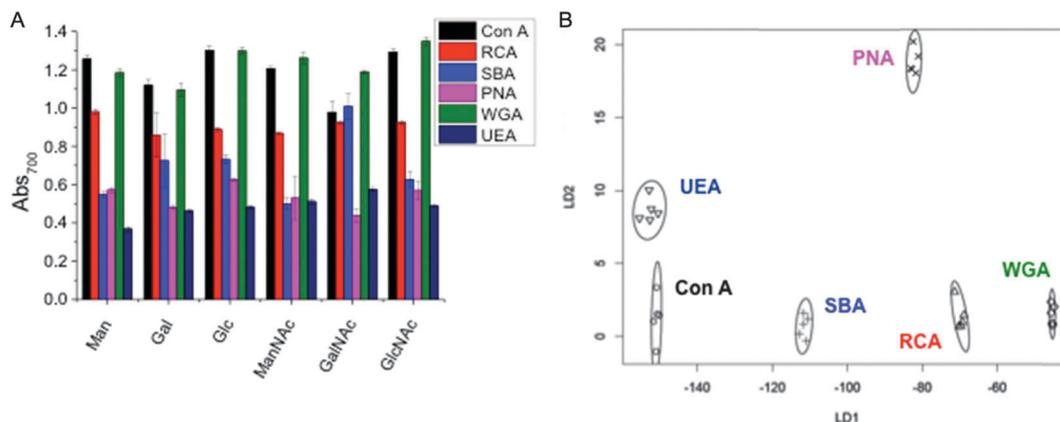 A
Abs700
1.4
1.2
1.0
0.8
0.6
0.4
0.2
0.0
Con A
RCA
SBA
PNA
WGA
UEA
Man
Gal
Glc
ManNAc
GalNAc
GlcNAc
B
LD2
20
15
10
5
0
PNA
UEA
Con A
SBA
RCA
WGA
-140
-120
-100
-80
-60
LD1